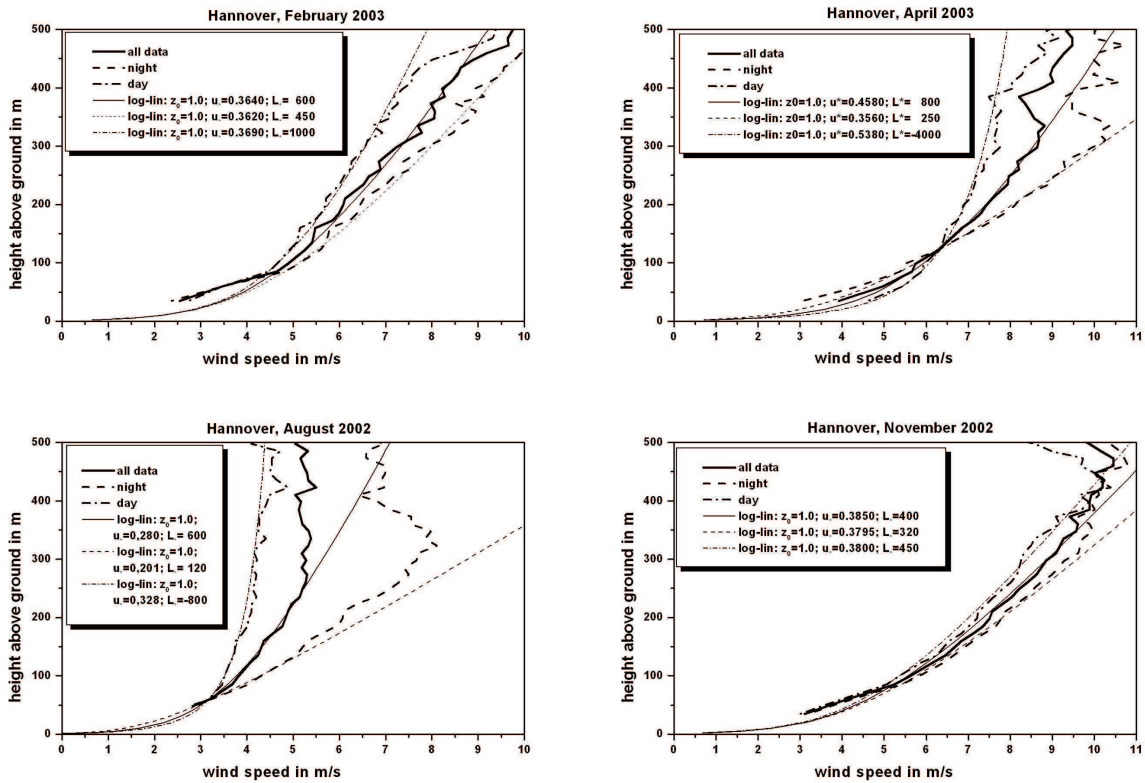 Hannover, February 2003
500
400
300
200
100
0
height above ground in m
all data
night
day
log-lin: z0=1.0; u*=0.3640; L*= 600
log-lin: z0=1.0; u*=0.3620; L*= 450
log-lin: z0=1.0; u*=0.3690; L*=1000
0 1 2 3 4 5 6 7 8 9 10
wind speed in m/s
Hannover, April 2003
500
400
300
200
100
0
height above ground in m
all data
night
day
log-lin: z0=1.0; u*=0.4580; L*= 800
log-lin: z0=1.0; u*=0.3560; L*= 250
log-lin: z0=1.0; u*=0.5380; L*=-4000
0 1 2 3 4 5 6 7 8 9 10 11
wind speed in m/s
Hannover, August 2002
500
400
300
200
100
0
height above ground in m
all data
night
day
log-lin: z0=1.0;
u*=0,280; L*= 600
log-lin: z0=1.0;
u*=0,201; L*= 120
log-lin: z0=1.0;
u*=0,328; L*=-800
0 1 2 3 4 5 6 7 8 9 10
wind speed in m/s
Hannover, November 2002
500
400
300
200
100
0
height above ground in m
all data
night
day
log-lin: z0=1.0; u*=0.3850; L*=400
log-lin: z0=1.0; u*=0.3795; L*=320
log-lin: z0=1.0; u*=0.3800; L*=450
0 1 2 3 4 5 6 7 8 9 10 11
wind speed in m/s